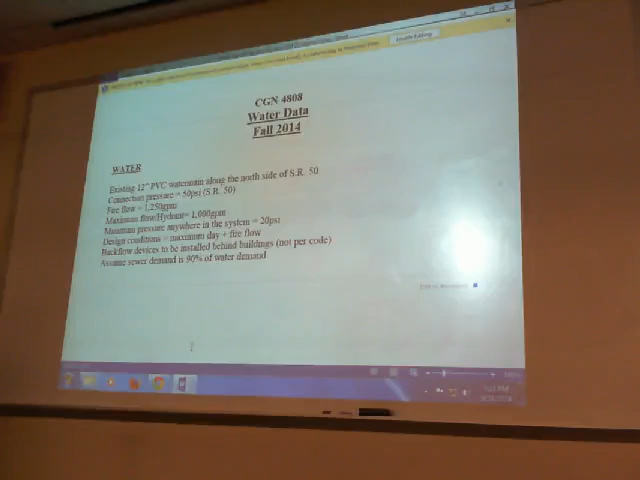 Enable Editing
CGN 4808
Water Data
Fall 2014
WATER
Existing 12" PVC watermain along the north side of S.R. 50
Connection pressure = 50psi (S.R. 50)
Fire flow = 1,250gpm
Maximum flow/Hydrant= 1,000gpm
Minimum pressure anywhere in the system = 20psi
Design conditions = maximum day + fire flow
Backflow devices to be installed behind buildings (not per code)
Assume sewer demand is 90% of water demand